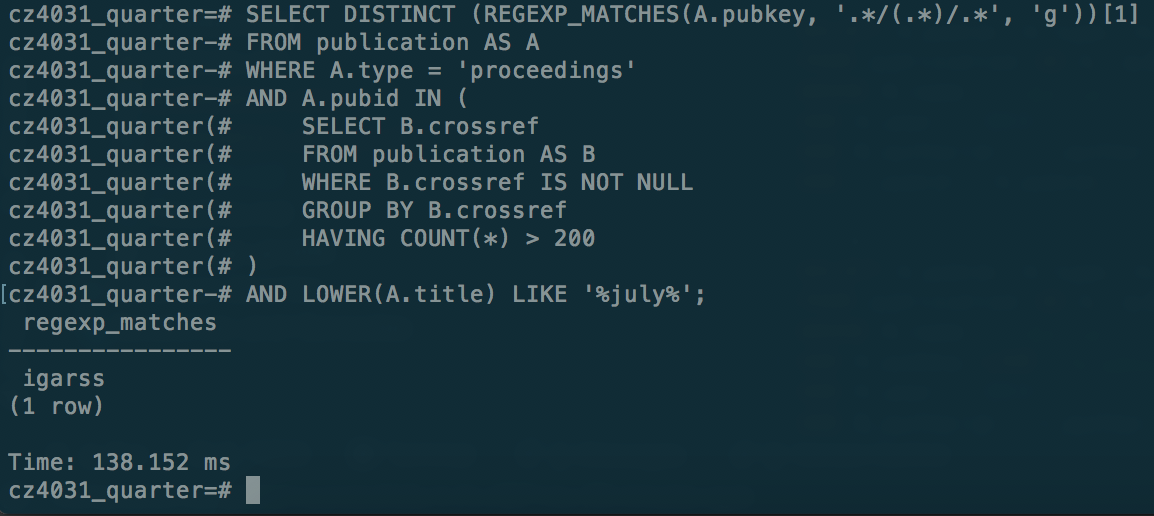 cz4031_quarter=# SELECT DISTINCT (REGEXP_MATCHES(A.pubkey, '.*/(.*)/.*', 'g'))[1]
cz4031_quarter-# FROM publication AS A
cz4031_quarter-# WHERE A.type = 'proceedings'
cz4031_quarter-# AND A.pubid IN (
cz4031_quarter(#     SELECT B.crossref
cz4031_quarter(#     FROM publication AS B
cz4031_quarter(#     WHERE B.crossref IS NOT NULL
cz4031_quarter(#     GROUP BY B.crossref
cz4031_quarter(#     HAVING COUNT(*) > 200
cz4031_quarter(# )
[cz4031_quarter-# AND LOWER(A.title) LIKE '%july%';
 regexp_matches
----------------
 igarss
(1 row)

Time: 138.152 ms
cz4031_quarter=#